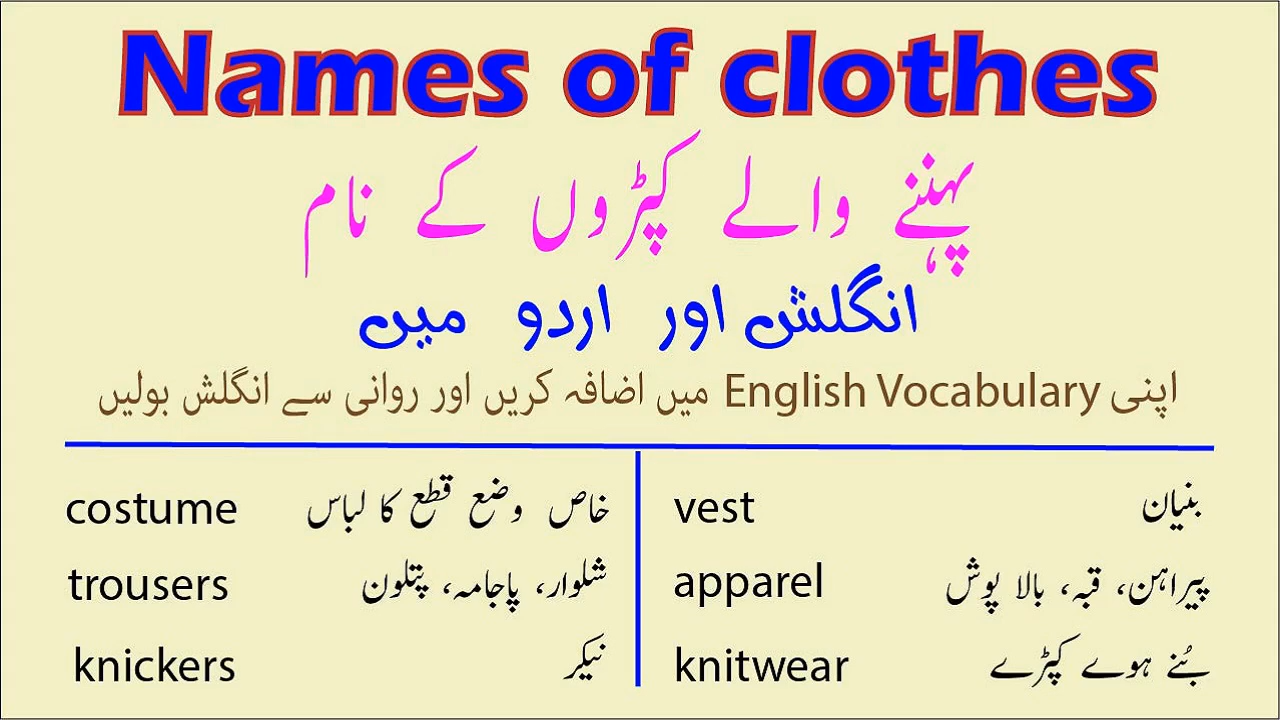 Names of clothes
پہننے والے کپڑوں کے نام
انگلش اور اردو میں
اپنی English Vocabulary میں اضافہ کریں اور روانی سے انگلش بولیں
costume خاص وضع قطع کا لباس
trousers شلوار، پاجامہ، پتلون
knickers نیکر
vest بنیان
apparel پیراہن، قبہ، بالا پوش
knitwear بُنے ہوے کپڑے